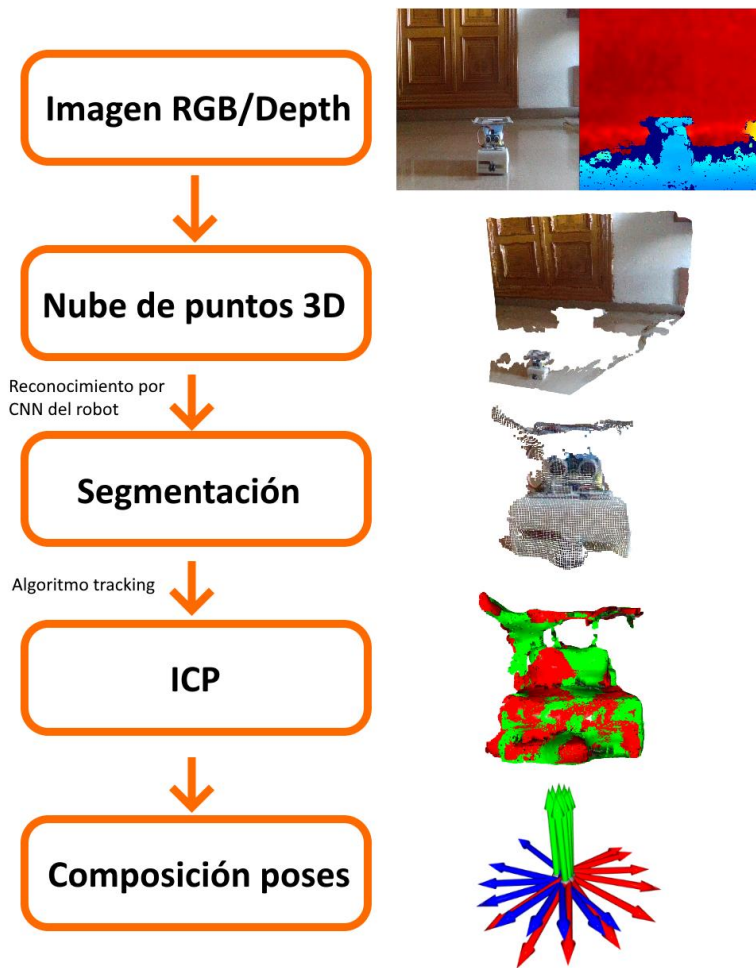 Imagen RGB/Depth
Nube de puntos 3D
Reconocimiento por
CNN del robot
Segmentación
Algoritmo tracking
ICP
Composición poses